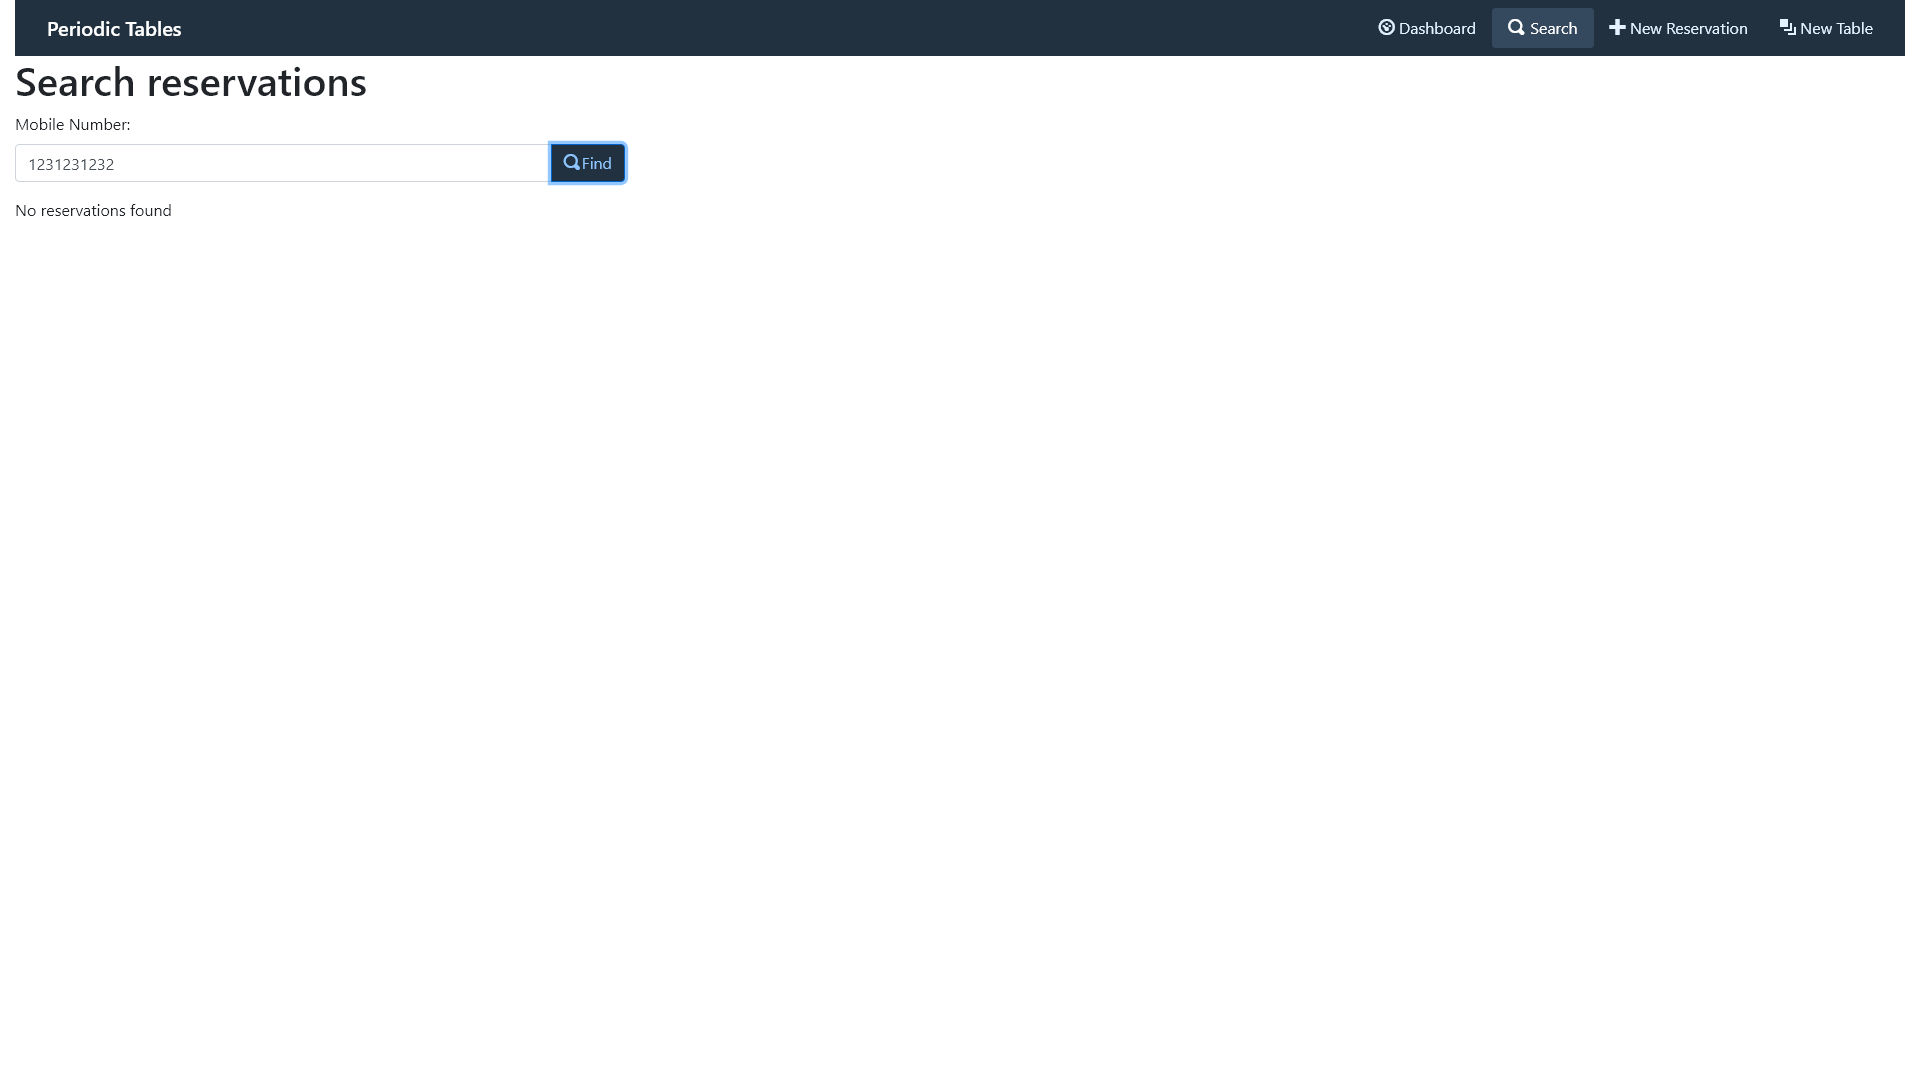 Periodic Tables Dashboard Search New Reservation New Table
Search reservations
Mobile Number:
1231231232 Find
No reservations found